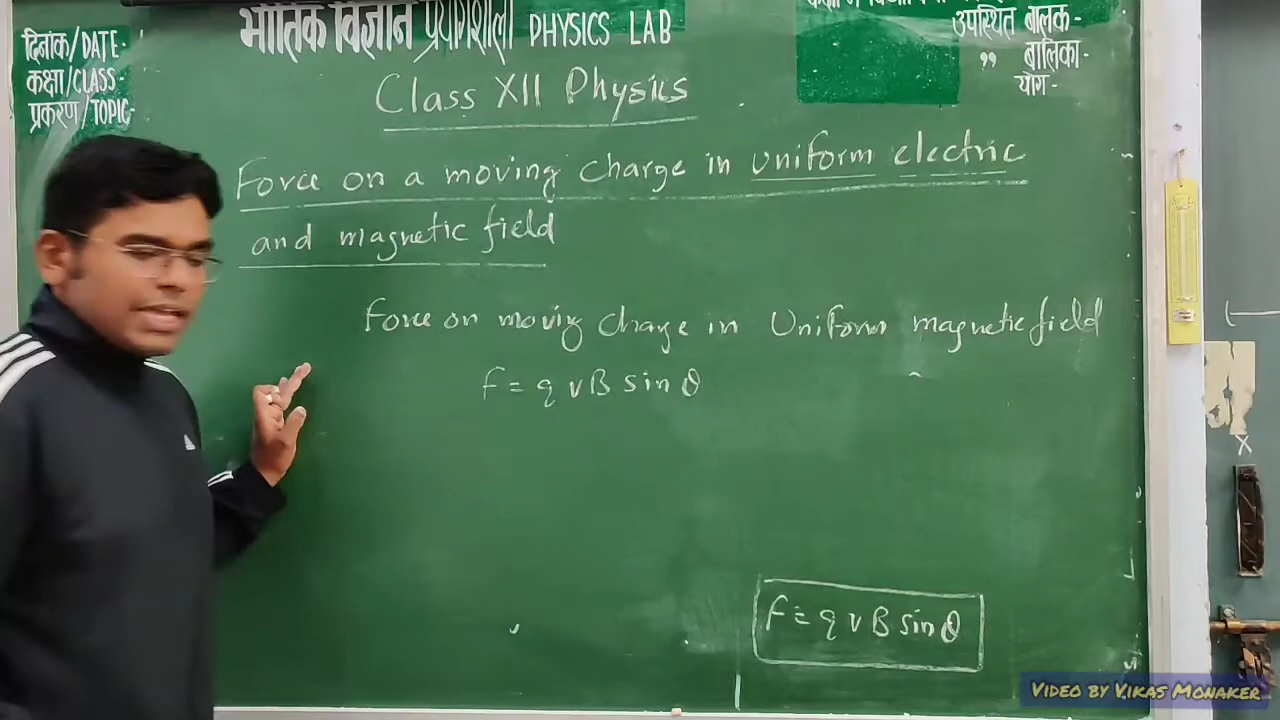 भौतिक विज्ञान प्रयोगशाला PHYSICS LAB
दिनांक/DATE-
कक्षा/CLASS-
प्रकरण/TOPIC-
उपस्थित बालक-
,, बालिका-
योग-
Class XII Physics
Force on a moving charge in uniform electric
and magnetic field
Force on moving charge in Uniform magnetic field
F = q v B sin θ
F = q v B sin θ
VIDEO BY VIKAS MONAKER